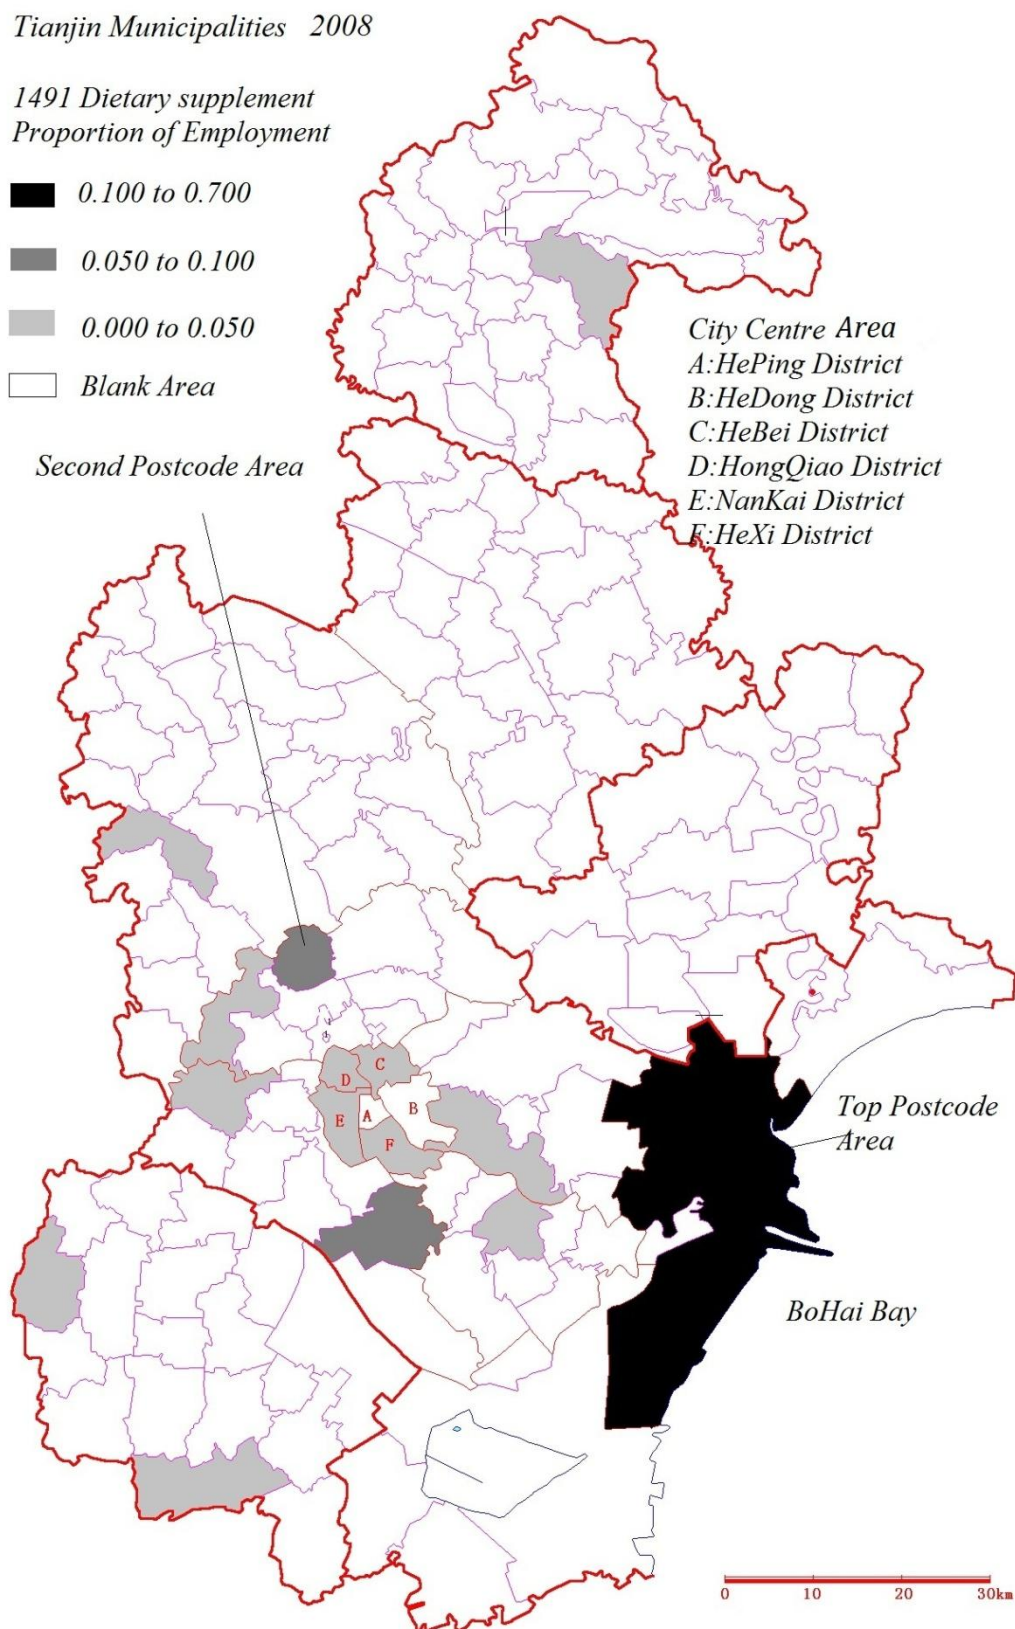 Tianjin Municipalities 2008
1491 Dietary supplement
Proportion of Employment
0.100 to 0.700
0.050 to 0.100
0.000 to 0.050
Blank Area
City Centre Area
A:HePing District
B:HeDong District
C:HeBei District
D:HongQiao District
E:NanKai District
F:HeXi District
Second Postcode Area
C
D
A
B
E
F
Top Postcode
Area
BoHai Bay
0 10 20 30km